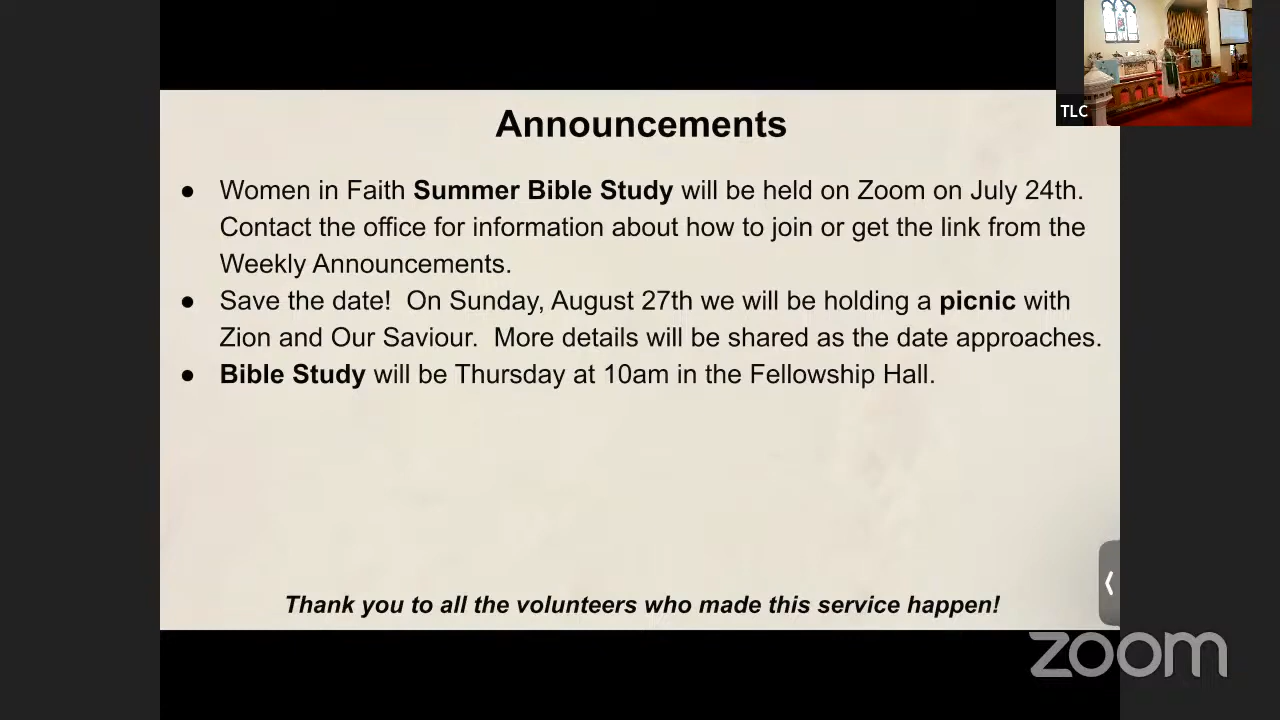 TLC
Announcements
● Women in Faith Summer Bible Study will be held on Zoom on July 24th.
Contact the office for information about how to join or get the link from the
Weekly Announcements.
● Save the date!  On Sunday, August 27th we will be holding a picnic with
Zion and Our Saviour.  More details will be shared as the date approaches.
● Bible Study will be Thursday at 10am in the Fellowship Hall.
Thank you to all the volunteers who made this service happen!
zoom